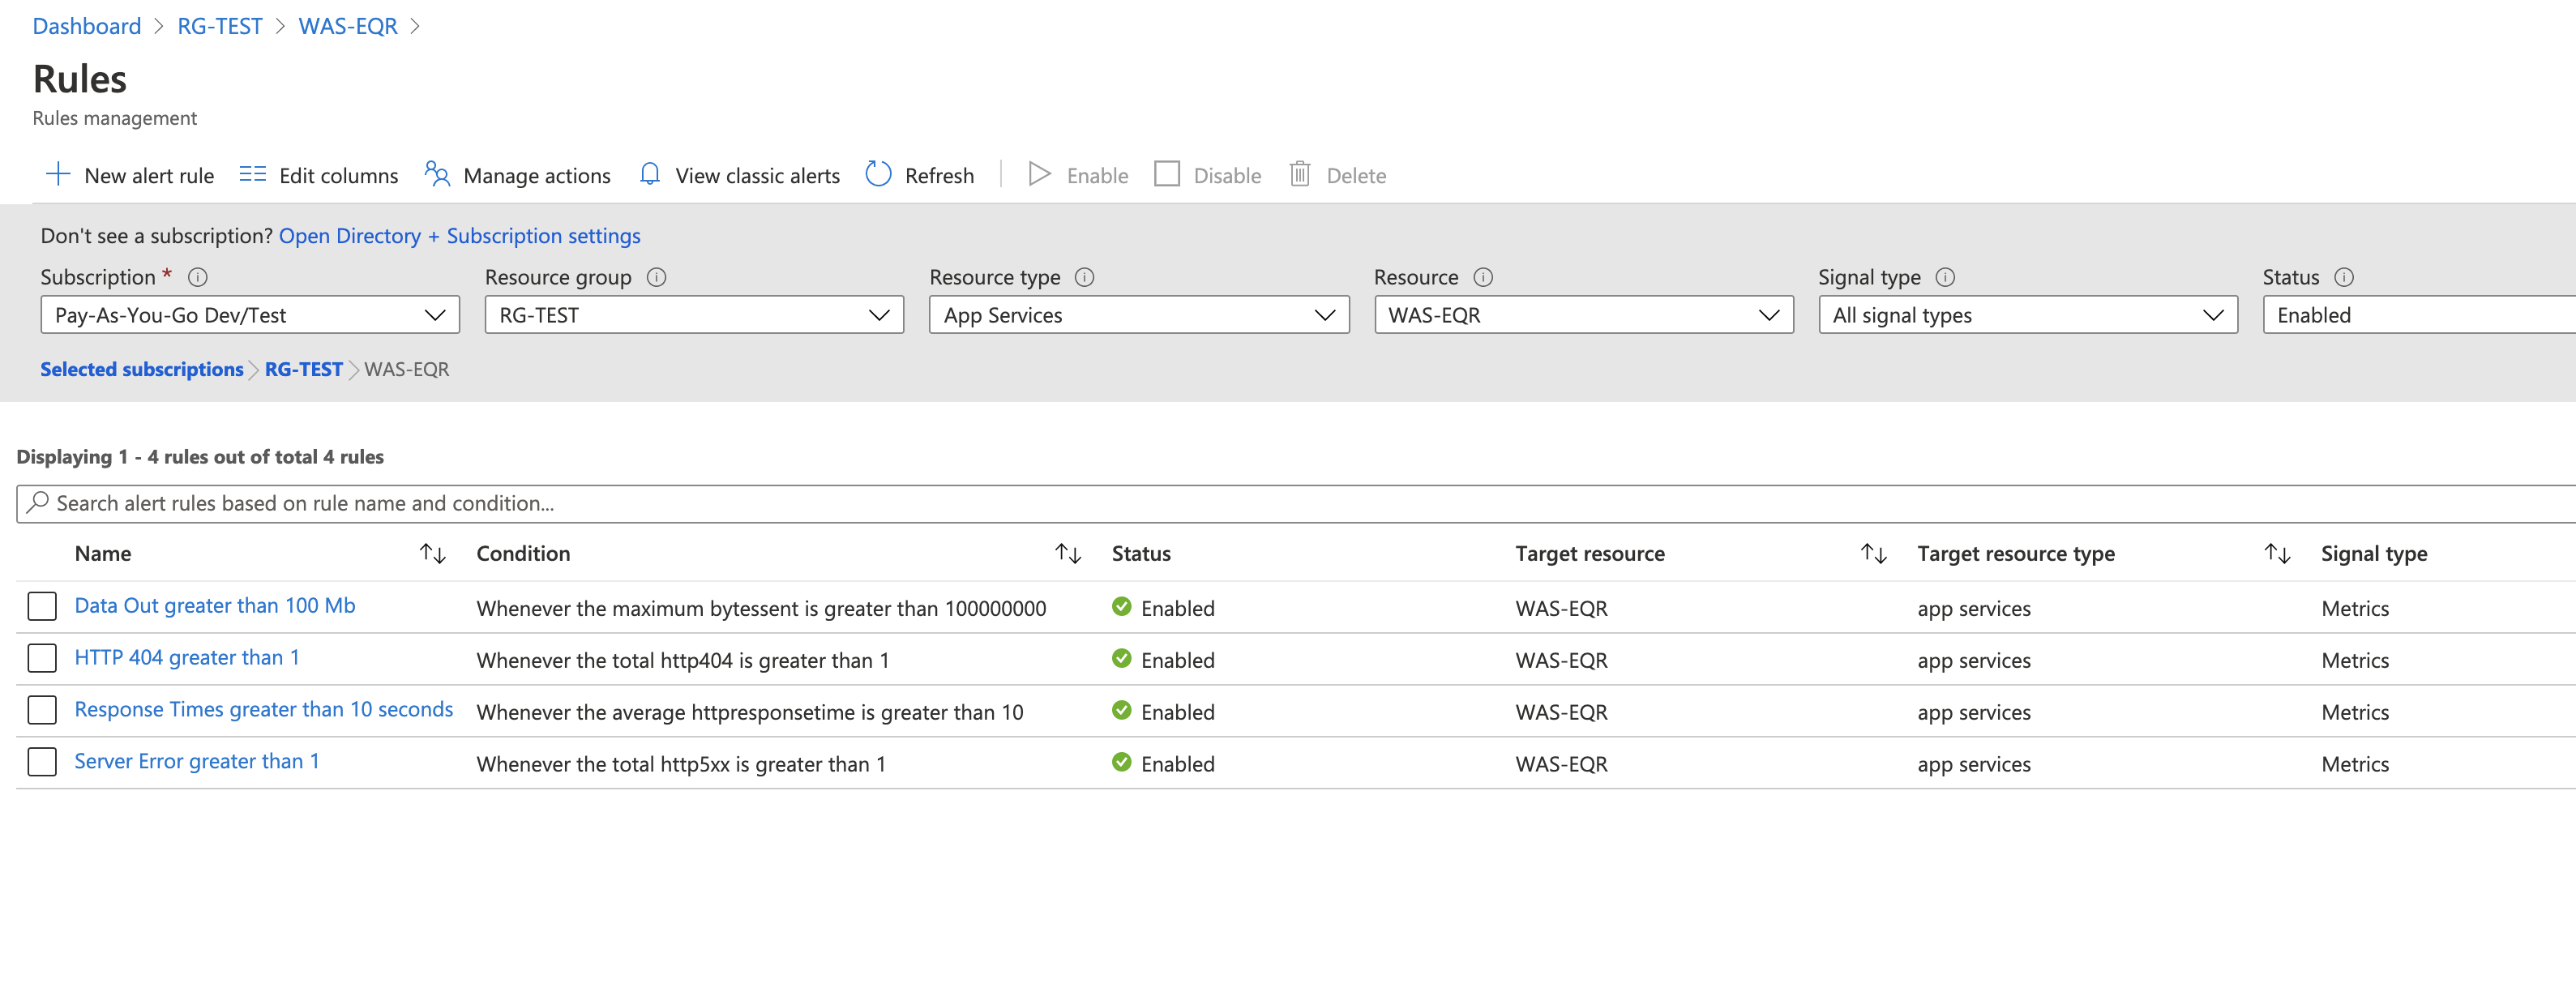 Dashboard > RG-TEST > WAS-EQR >
Rules
Rules management
New alert rule Edit columns Manage actions View classic alerts Refresh Enable Disable Delete
Don't see a subscription? Open Directory + Subscription settings
Subscription * Resource group Resource type Resource Signal type Status
Pay-As-You-Go Dev/Test RG-TEST App Services WAS-EQR All signal types Enabled
Selected subscriptions > RG-TEST > WAS-EQR
Displaying 1 - 4 rules out of total 4 rules
Search alert rules based on rule name and condition...
Name Condition Status Target resource Target resource type Signal type
Data Out greater than 100 Mb Whenever the maximum bytessent is greater than 100000000 Enabled WAS-EQR app services Metrics
HTTP 404 greater than 1 Whenever the total http404 is greater than 1 Enabled WAS-EQR app services Metrics
Response Times greater than 10 seconds Whenever the average httpresponsetime is greater than 10 Enabled WAS-EQR app services Metrics
Server Error greater than 1 Whenever the total http5xx is greater than 1 Enabled WAS-EQR app services Metrics